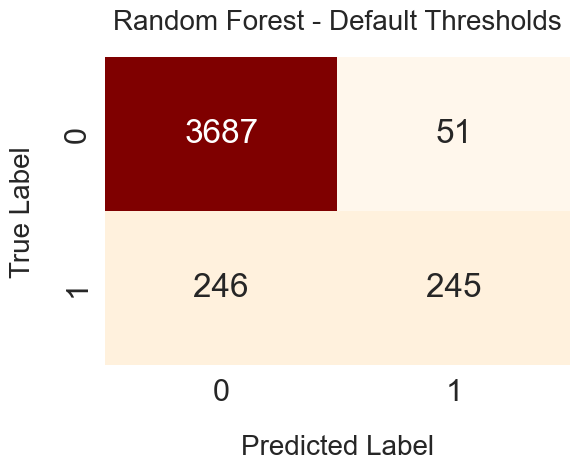 Random Forest - Default Thresholds
True Label
0
3687 51
1
246 245
0 1
Predicted Label